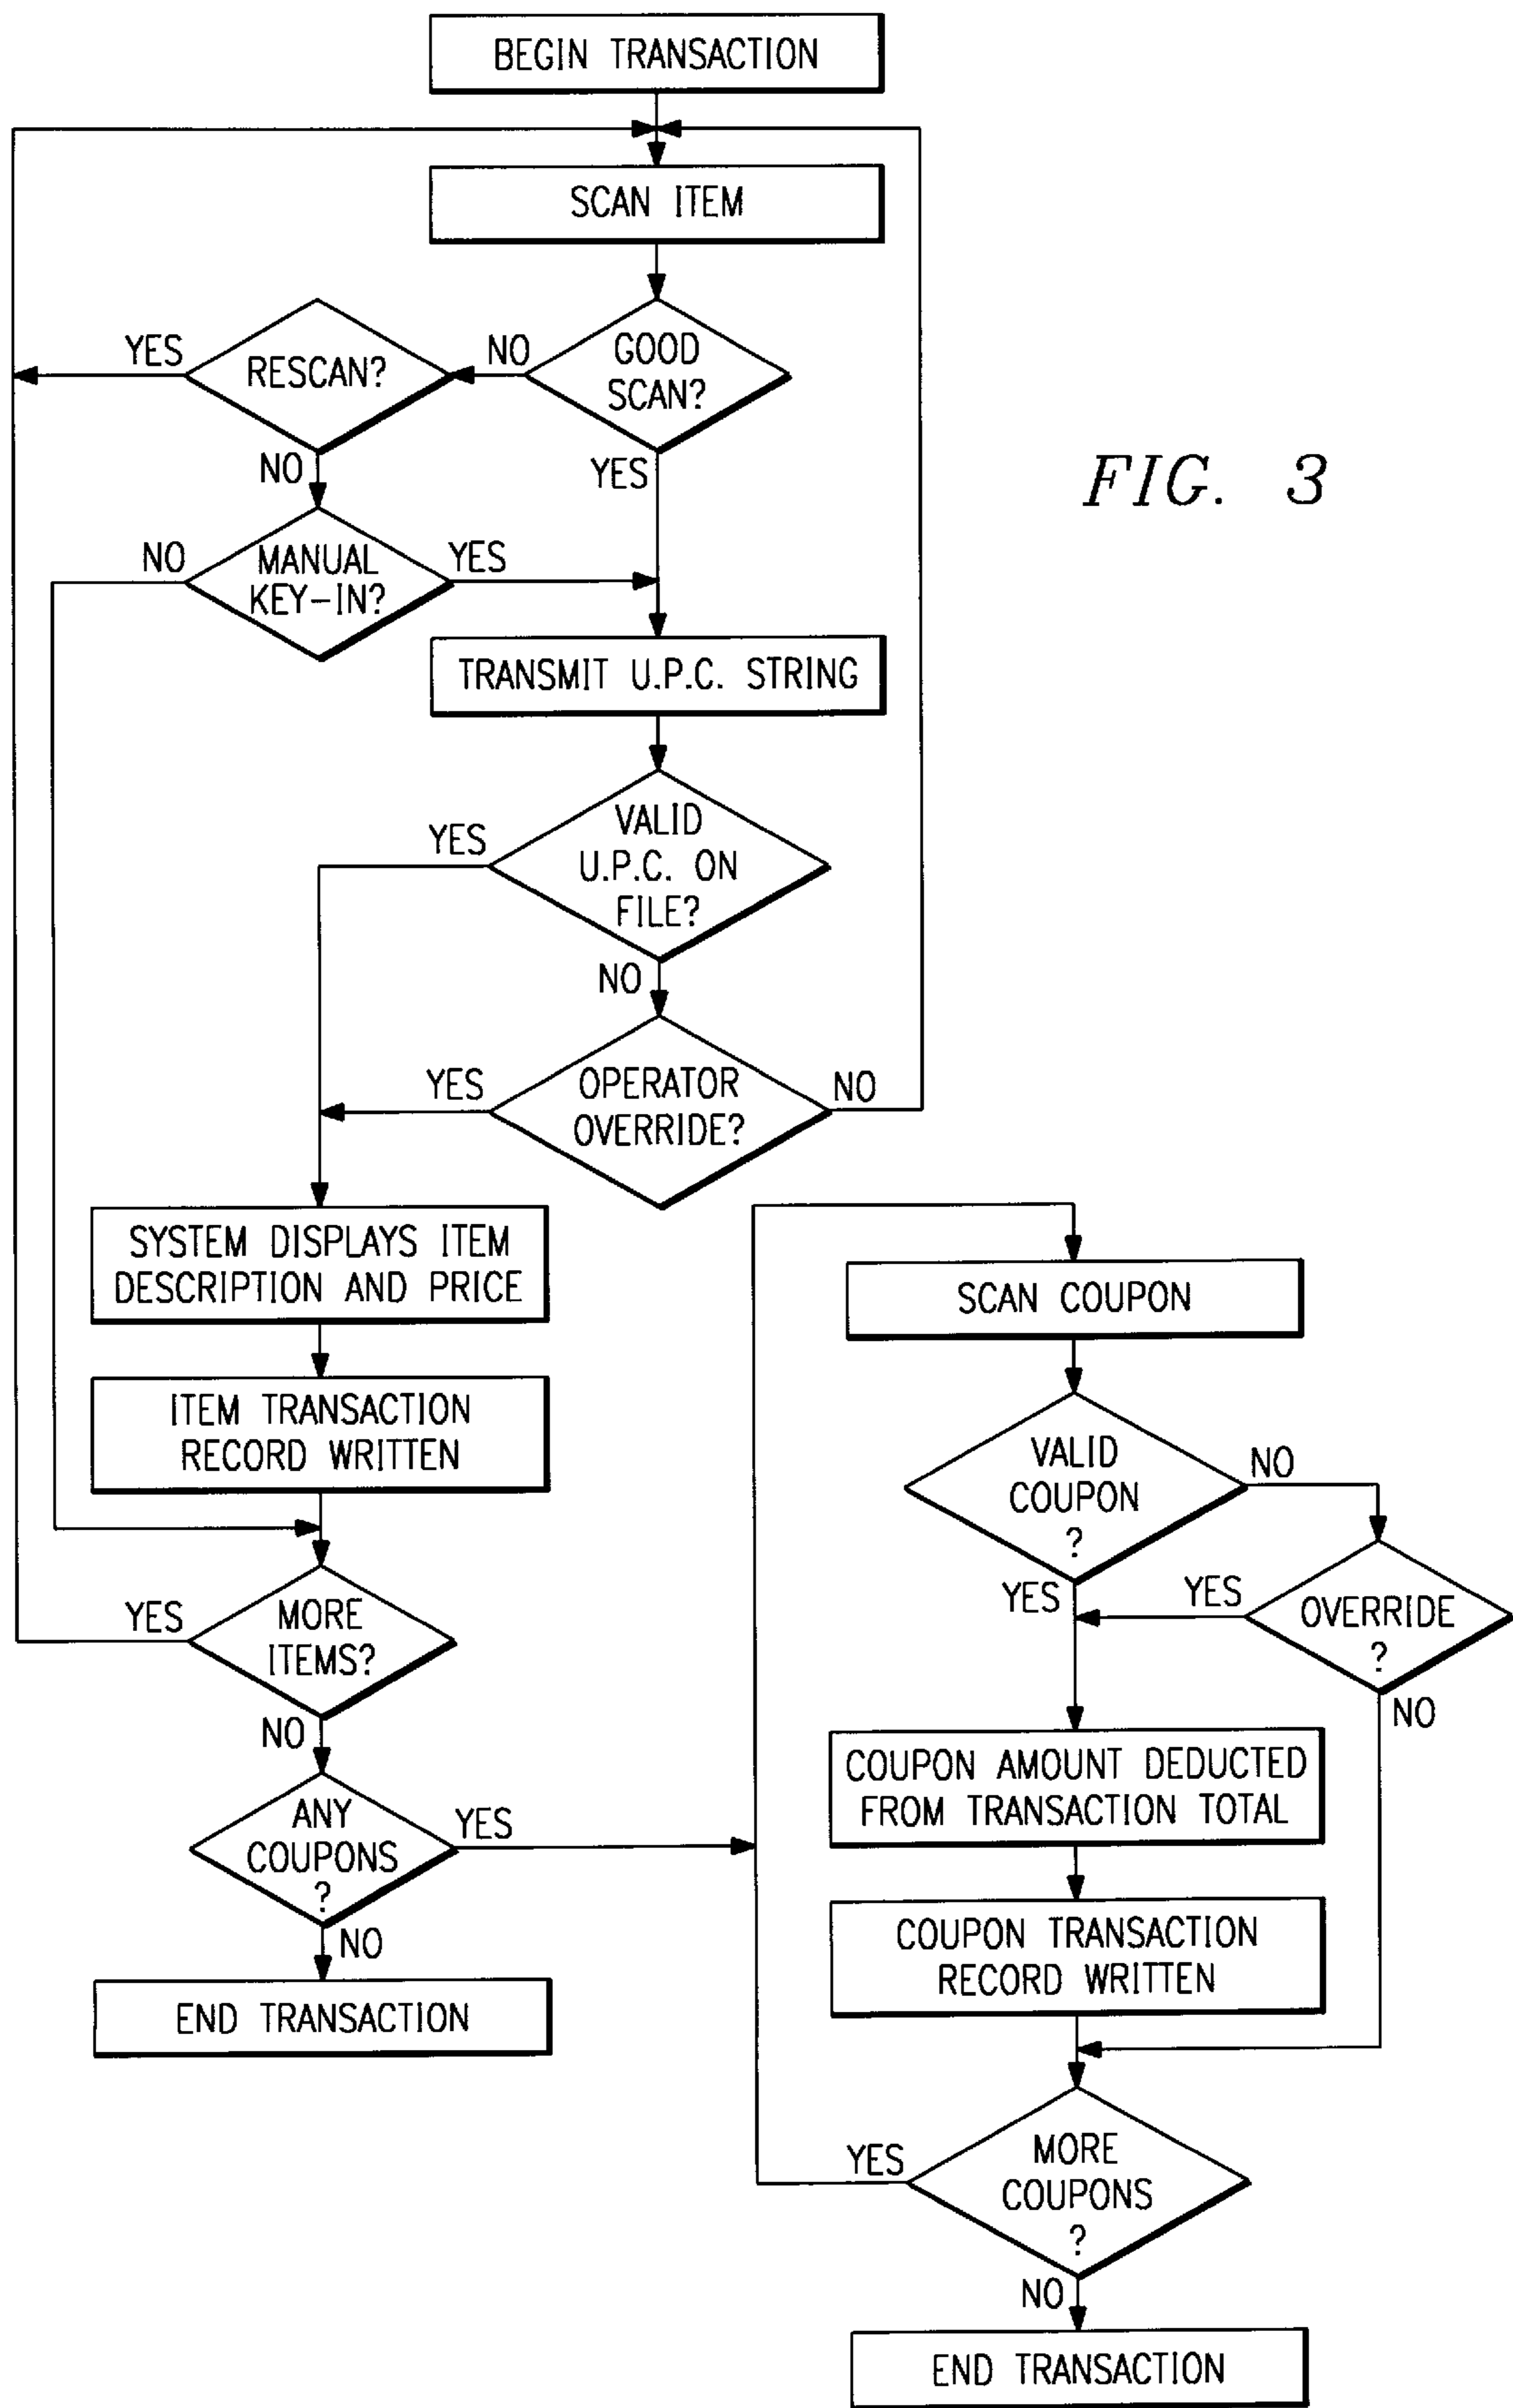 BEGIN TRANSACTION
SCAN ITEM
YES
RESCAN?
NO
GOOD
SCAN?
NO
YES
FIG. 3
NO
MANUAL
KEY-IN?
YES
TRANSMIT U.P.C. STRING
YES
VALID
U.P.C. ON
FILE?
NO
YES
OPERATOR
OVERRIDE?
NO
SYSTEM DISPLAYS ITEM
DESCRIPTION AND PRICE
ITEM TRANSACTION
RECORD WRITTEN
YES
MORE
ITEMS?
NO
ANY
COUPONS
?
YES
NO
END TRANSACTION
SCAN COUPON
VALID
COUPON
?
NO
YES
YES
OVERRIDE
?
NO
COUPON AMOUNT DEDUCTED
FROM TRANSACTION TOTAL
COUPON TRANSACTION
RECORD WRITTEN
YES
MORE
COUPONS
?
NO
END TRANSACTION